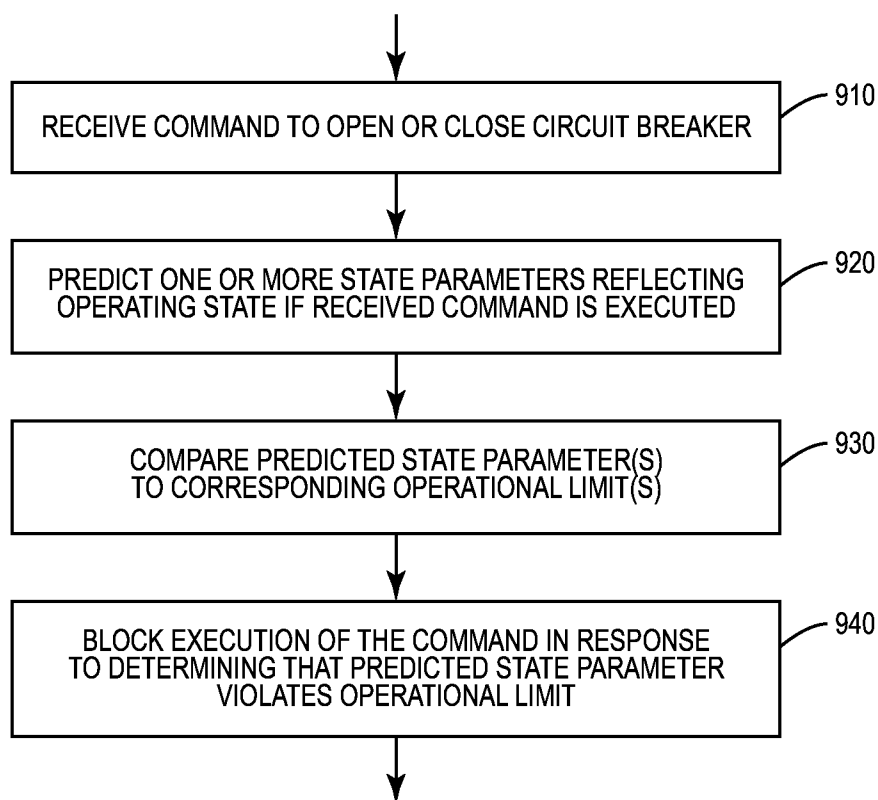 RECEIVE COMMAND TO OPEN OR CLOSE CIRCUIT BREAKER
910
PREDICT ONE OR MORE STATE PARAMETERS REFLECTING
OPERATING STATE IF RECEIVED COMMAND IS EXECUTED
920
COMPARE PREDICTED STATE PARAMETER(S)
TO CORRESPONDING OPERATIONAL LIMIT(S)
930
BLOCK EXECUTION OF THE COMMAND IN RESPONSE
TO DETERMINING THAT PREDICTED STATE PARAMETER
VIOLATES OPERATIONAL LIMIT
940